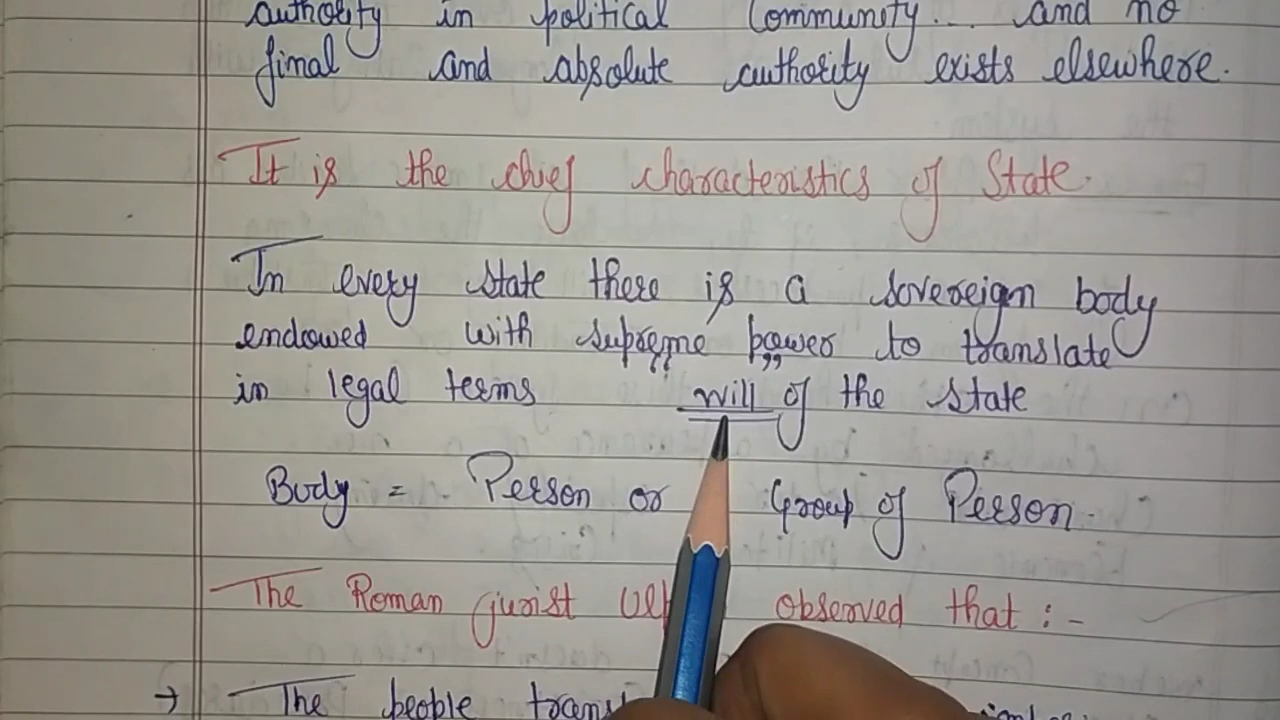 authority in political Community... and no
final and absolute authority exists elsewhere.
It is the chief characteristics of State.
In every state there is a sovereign body
endowed with supreme power to translate
in legal terms "will" of the state
Body = Person or Group of Person.
The Roman jurist observed that :-
→ The people